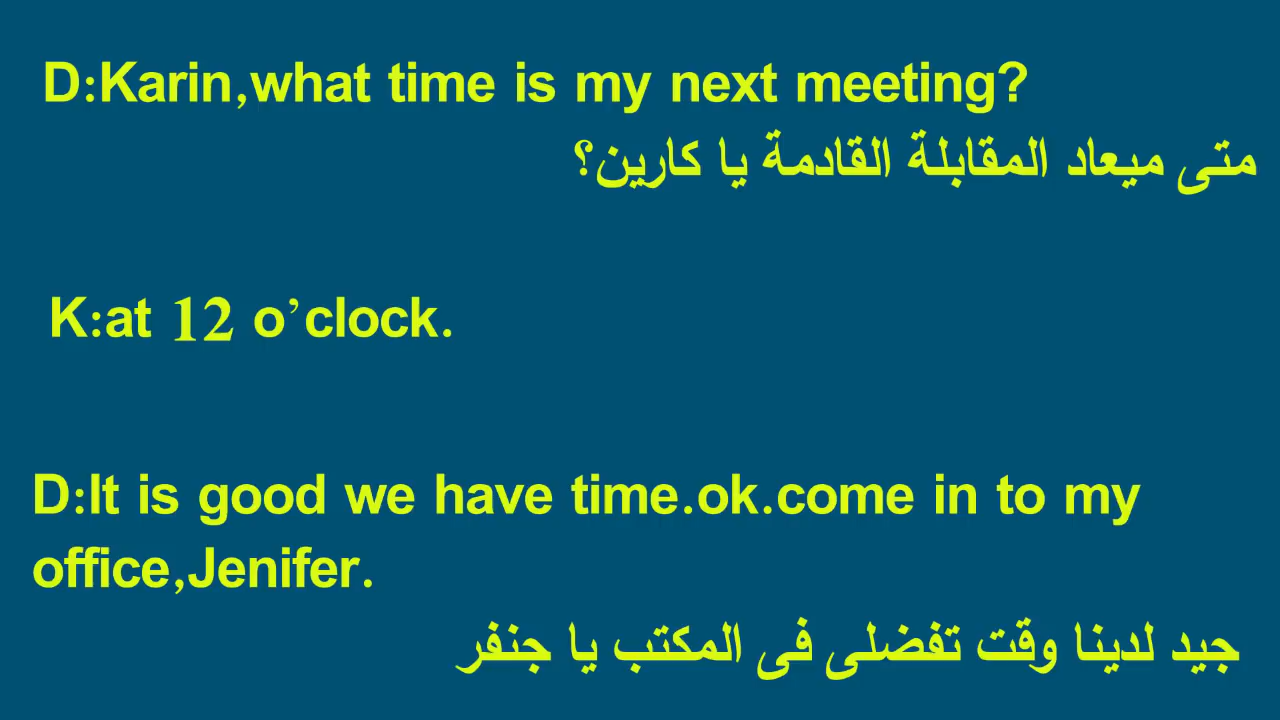 D:Karin,what time is my next meeting?
متى ميعاد المقابلة القادمة يا كارين؟
K:at 12 o’clock.
D:It is good we have time.ok.come in to my
office,Jenifer.
جيد لدينا وقت تفضلى فى المكتب يا جنفر